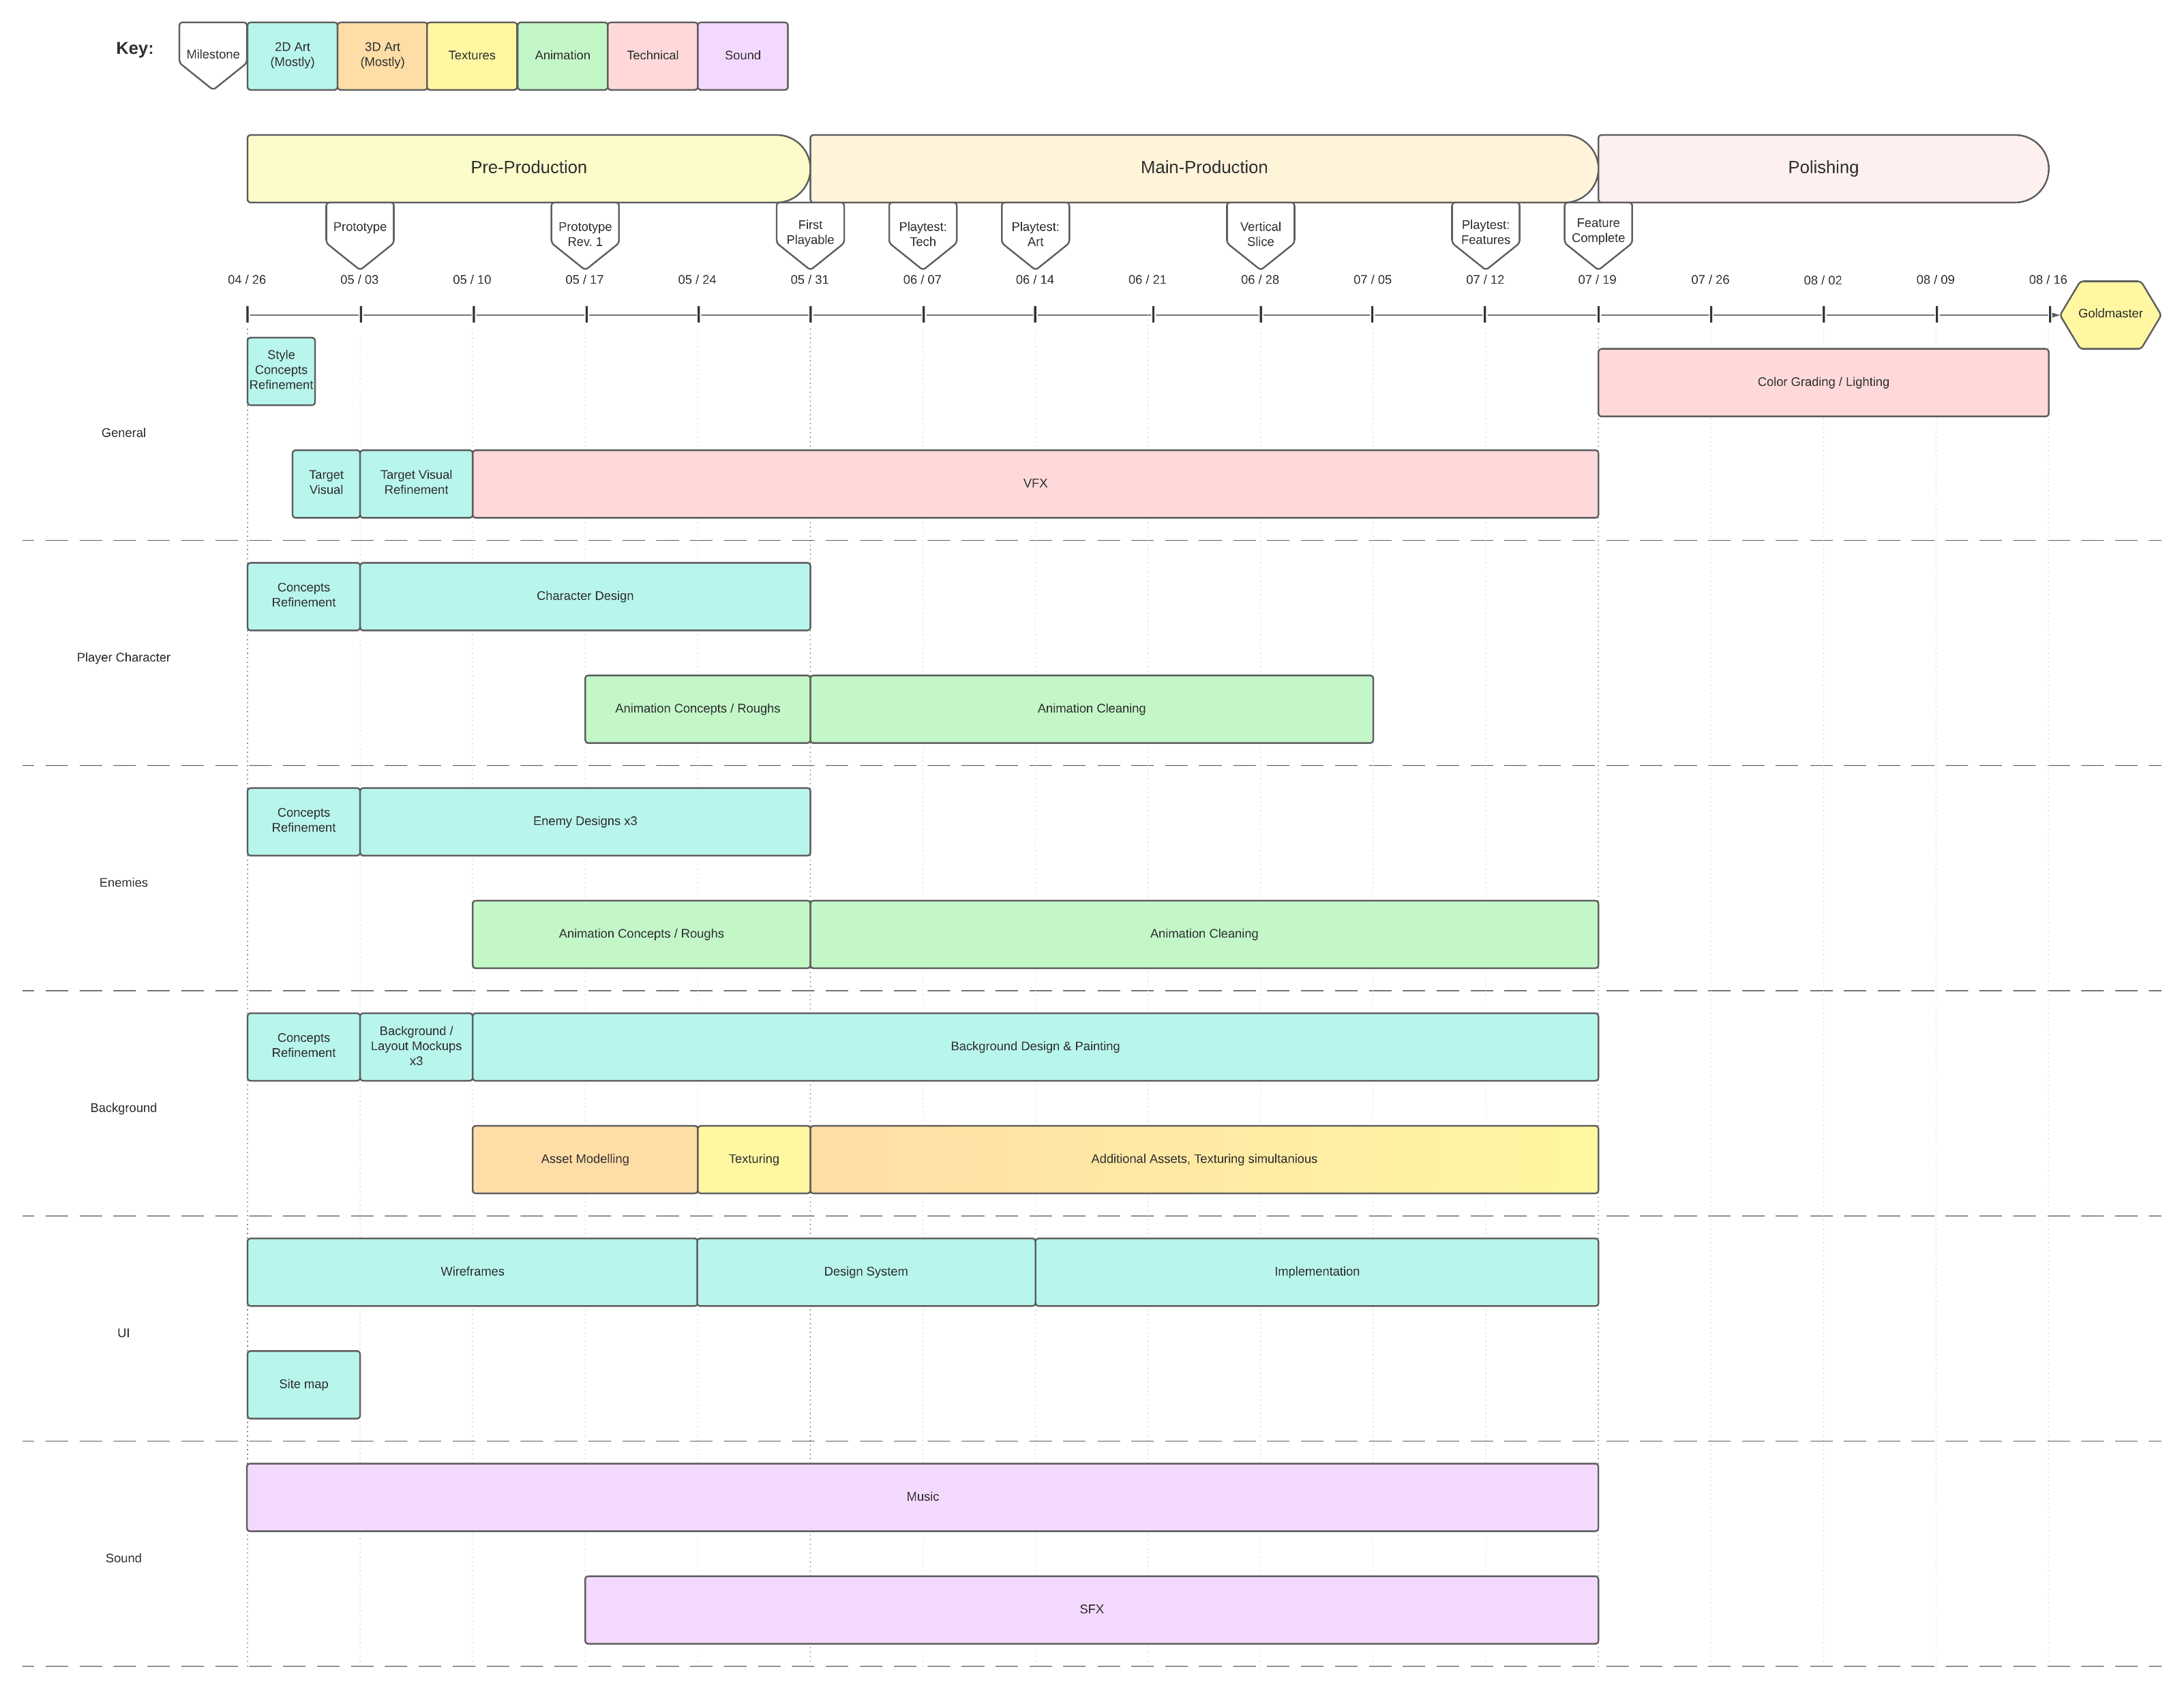 Key:
Milestone
2D Art
(Mostly)
3D Art
(Mostly)
Textures
Animation
Technical
Sound
Pre-Production
Main-Production
Polishing
Prototype
Prototype
Rev. 1
First
Playable
Playtest:
Tech
Playtest:
Art
Vertical
Slice
Playtest:
Features
Feature
Complete
04 / 26
05 / 03
05 / 10
05 / 17
05 / 24
05 / 31
06 / 07
06 / 14
06 / 21
06 / 28
07 / 05
07 / 12
07 / 19
07 / 26
08 / 02
08 / 09
08 / 16
Goldmaster
General
Style
Concepts
Refinement
Color Grading / Lighting
Target
Visual
Target Visual
Refinement
VFX
Player Character
Concepts
Refinement
Character Design
Animation Concepts / Roughs
Animation Cleaning
Enemies
Concepts
Refinement
Enemy Designs x3
Animation Concepts / Roughs
Animation Cleaning
Background
Concepts
Refinement
Background /
Layout Mockups
x3
Background Design & Painting
Asset Modelling
Texturing
Additional Assets, Texturing simultanious
UI
Wireframes
Design System
Implementation
Site map
Sound
Music
SFX